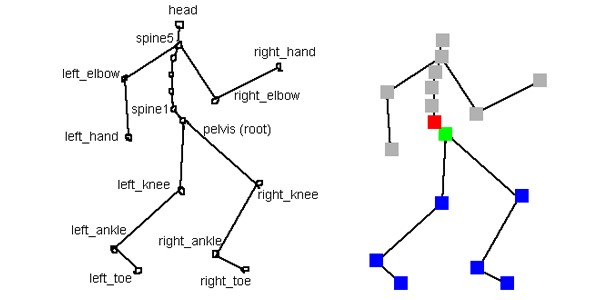 head
spine5
right_hand
left_elbow
right_elbow
spine1
left_hand
pelvis (root)
left_knee
right_knee
left_ankle
right_ankle
left_toe
right_toe